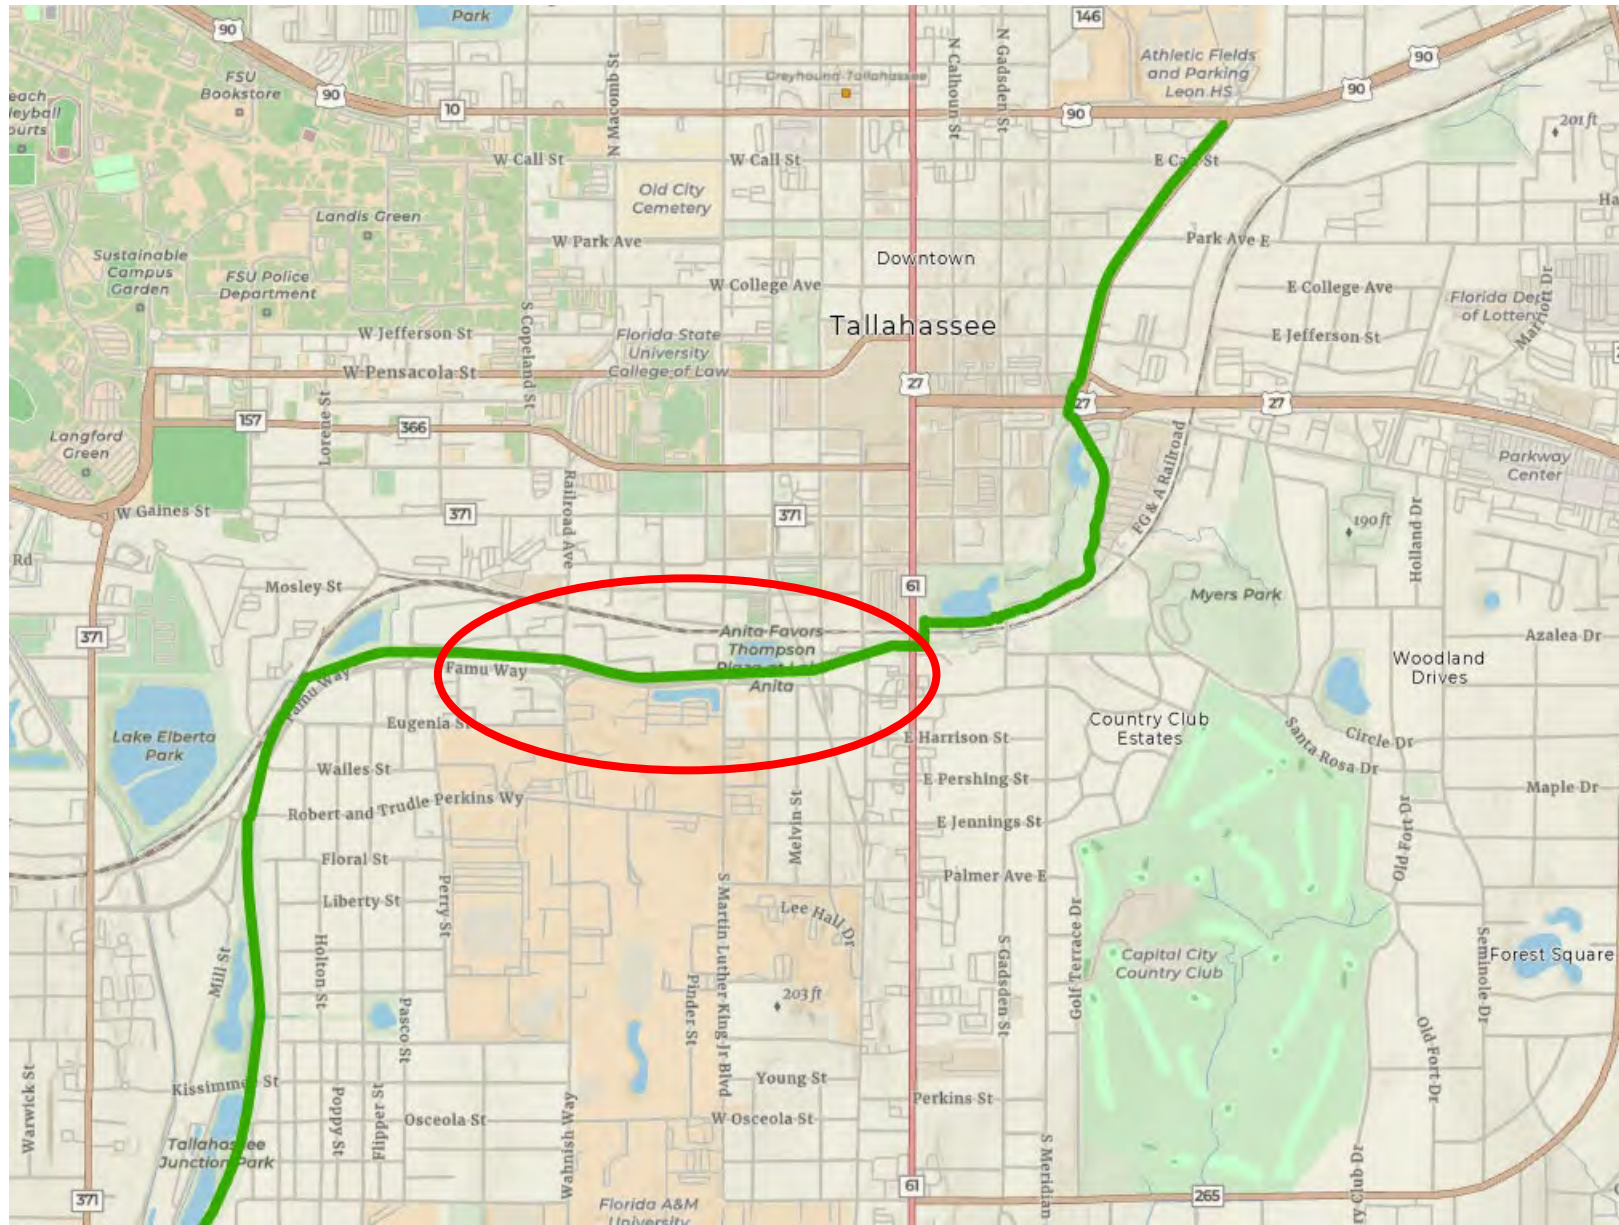 Park
146
90
FSU
Bookstore
Greyhound-Tallahassee
N Macomb St
N Calhoun St
N Gadsden St
Athletic Fields
and Parking
Leon HS
90
90
90
10
90
201 ft
W Call St
W Call St
E Call St
Old City
Cemetery
Landis Green
Sustainable
Campus
Garden
FSU Police
Department
W Park Ave
Park Ave E
Downtown
W College Ave
E College Ave
Florida Dept
of Lottery
Marriott Dr
W Jefferson St
S Copeland St
Florida State
University
College of Law
Tallahassee
E Jefferson St
W Pensacola St
27
27
27
Lorene St
157
366
Langford
Green
Parkway
Center
W Gaines St
371
371
Railroad Ave
FG & A Railroad
190 ft
Holland Dr
Rd
Mosley St
61
Myers Park
371
Anita Favors
Thompson
Plaza at Lake
Anita
Azalea Dr
Woodland
Drives
Famu Way
Famu Way
Eugenia St
Lake Elberta
Park
E Harrison St
Country Club
Estates
Circle Dr
Santa Rosa Dr
Wailes St
E Pershing St
Maple Dr
Robert and Trudie Perkins Wy
Melvin St
E Jennings St
Old Fort Dr
Floral St
Palmer Ave E
Liberty St
Perry St
S Martin Luther King Jr Blvd
Lee Hall Dr
Golf Terrace Dr
Mill St
Holton St
S Gadsden St
Capital City
Country Club
Seminole Dr
Forest Square
Pinder St
203 ft
Pasco St
Old Fort Dr
Warwick St
Kissimmee St
Young St
Poppy St
Flipper St
Osceola St
Wahnish Way
W Osceola St
Perkins St
Tallahassee
Junction Park
S Meridian
ry Club Dr
371
61
265
Florida A&M
University